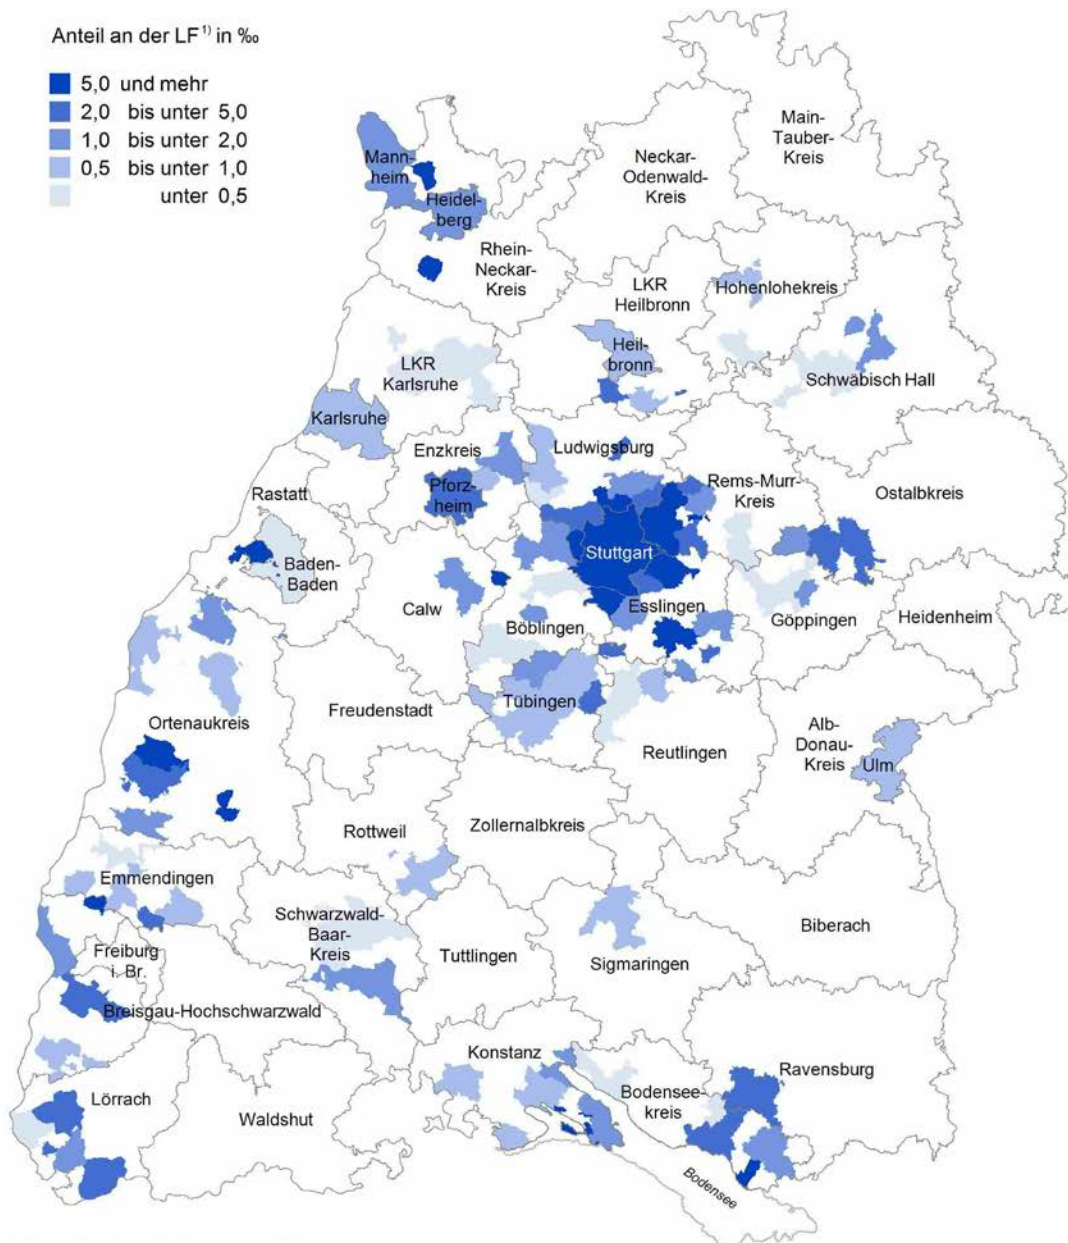 Anteil an der LF¹⁾ in ‰
5,0 und mehr
2,0 bis unter 5,0
1,0 bis unter 2,0
0,5 bis unter 1,0
unter 0,5
Main-
Tauber-
Kreis
Neckar-
Odenwald-
Kreis
Mann-
heim
Heidel-
berg
Rhein-
Neckar-
Kreis
LKR
Heilbronn
Hohenlohekreis
Heil-
bronn
LKR
Karlsruhe
Schwäbisch Hall
Karlsruhe
Enzkreis
Ludwigsburg
Pforz-
heim
Rems-Murr-
Kreis
Ostalbkreis
Rastatt
Stuttgart
Baden-
Baden
Calw
Esslingen
Böblingen
Göppingen
Heidenheim
Tübingen
Freudenstadt
Ortenaukreis
Reutlingen
Alb-
Donau-
Kreis
Ulm
Rottweil
Zollernalbkreis
Emmendingen
Schwarzwald-
Baar-
Kreis
Tuttlingen
Sigmaringen
Biberach
Freiburg
i. Br.
Breisgau-Hochschwarzwald
Konstanz
Ravensburg
Bodensee-
kreis
Lörrach
Waldshut
Bodensee